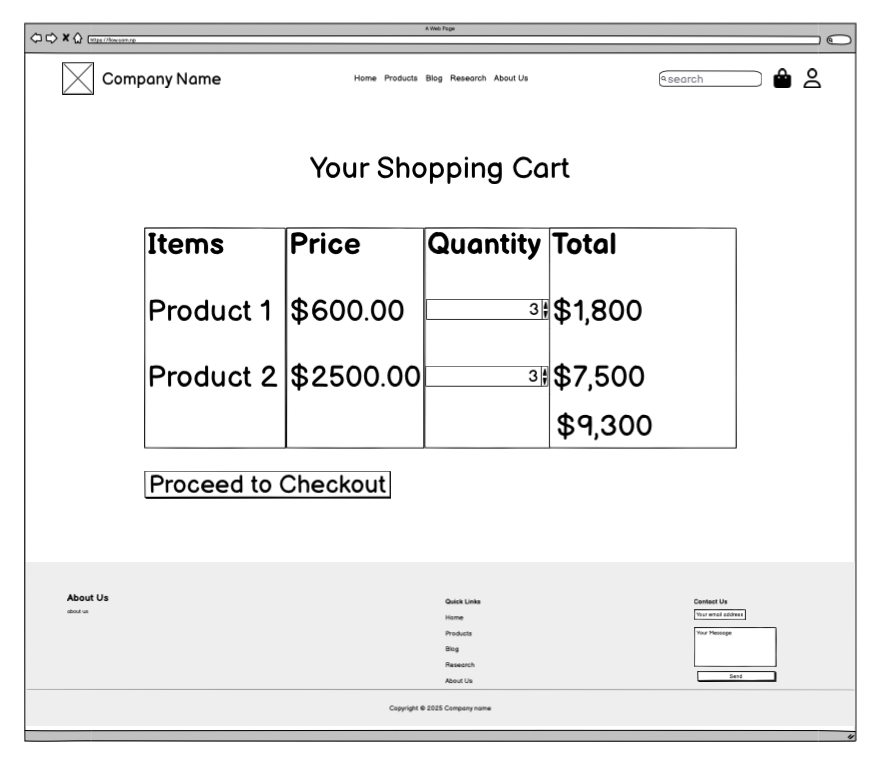 A Web Page
https://flow.com.np
Company Name
Home Products Blog Research About Us
search
Your Shopping Cart
Items Price Quantity Total
Product 1 $600.00 3 $1,800
Product 2 $2500.00 3 $7,500
$9,300
Proceed to Checkout
About Us
about us
Quick Links
Home
Products
Blog
Research
About Us
Contact Us
Your email address
Your Message
Send
Copyright © 2025 Company name